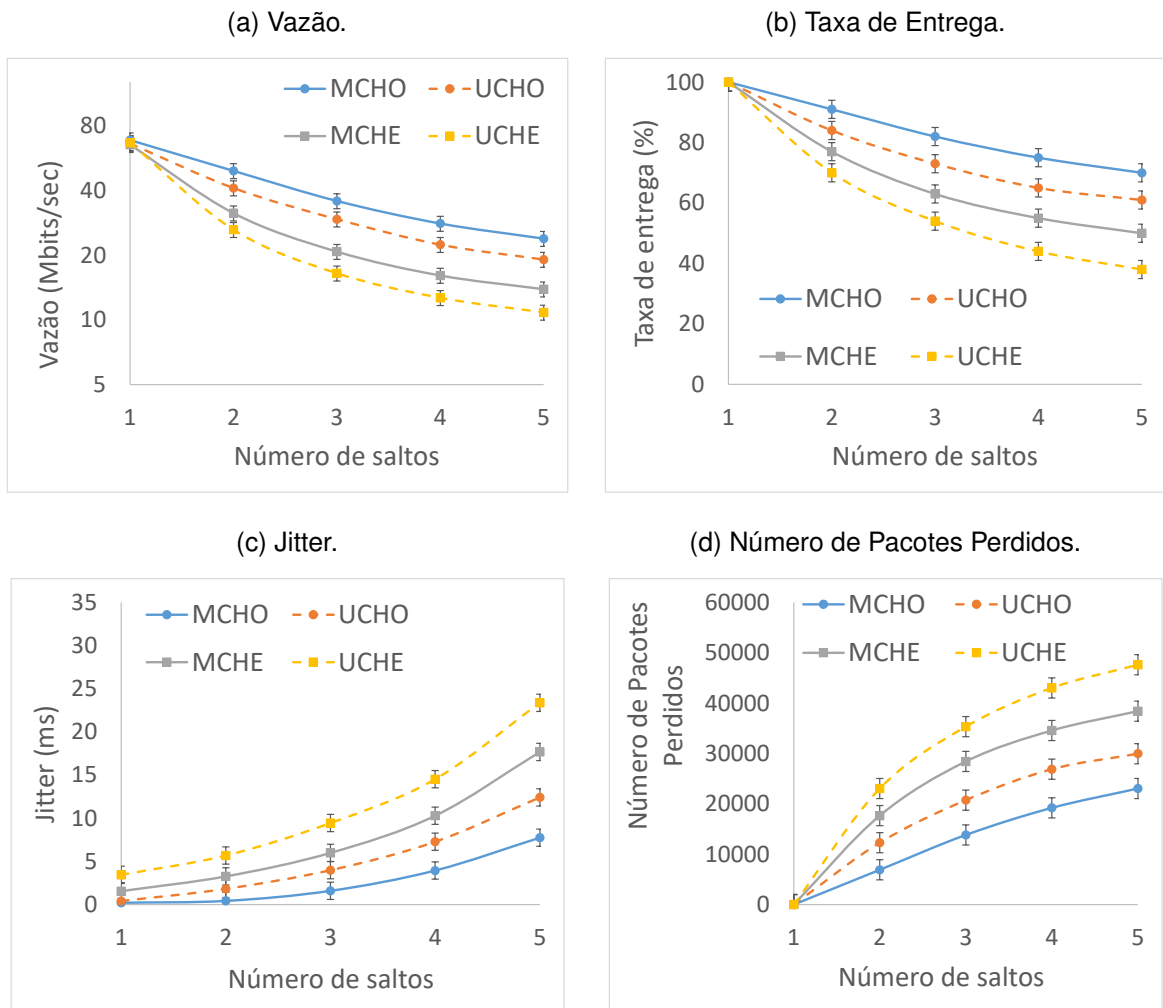 (a) Vazão.
MCHO UCHO
MCHE UCHE
Vazão (Mbits/sec)
80
40
20
10
5
1 2 3 4 5
Número de saltos
(b) Taxa de Entrega.
Taxa de entrega (%)
100
80
60
40
20
0
MCHO UCHO
MCHE UCHE
1 2 3 4 5
Número de saltos
(c) Jitter.
MCHO UCHO
MCHE UCHE
Jitter (ms)
35
30
25
20
15
10
5
0
1 2 3 4 5
Número de saltos
(d) Número de Pacotes Perdidos.
MCHO UCHO
MCHE UCHE
Número de Pacotes
Perdidos
60000
50000
40000
30000
20000
10000
0
1 2 3 4 5
Número de saltos